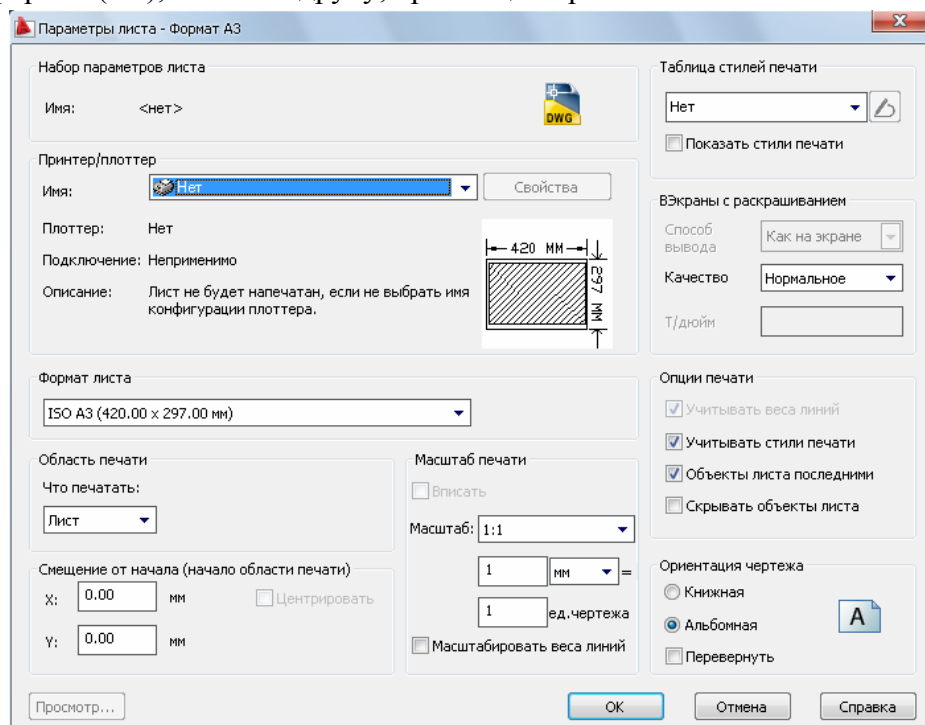 Параметры листа - Формат А3
Набор параметров листа
Имя: <нет>
DWG
Принтер/плоттер
Имя: Нет
Свойства
Плоттер: Нет
Подключение: Неприменимо
Описание: Лист не будет напечатан, если не выбрать имя
конфигурации плоттера.
420 MM
297 MM
Формат листа
ISO A3 (420.00 x 297.00 мм)
Область печати
Что печатать:
Лист
Смещение от начала (начало области печати)
X: 0.00 мм
Центрировать
Y: 0.00 мм
Масштаб печати
Вписать
Масштаб: 1:1
1 мм =
1 ед.чертежа
Масштабировать веса линий
Таблица стилей печати
Нет
Показать стили печати
ВЭкраны с раскрашиванием
Способ
вывода
Как на экране
Качество Нормальное
Т/дюйм
Опции печати
Учитывать веса линий
Учитывать стили печати
Объекты листа последними
Скрывать объекты листа
Ориентация чертежа
Книжная
Альбомная
A
Перевернуть
Просмотр...
ОК
Отмена
Справка